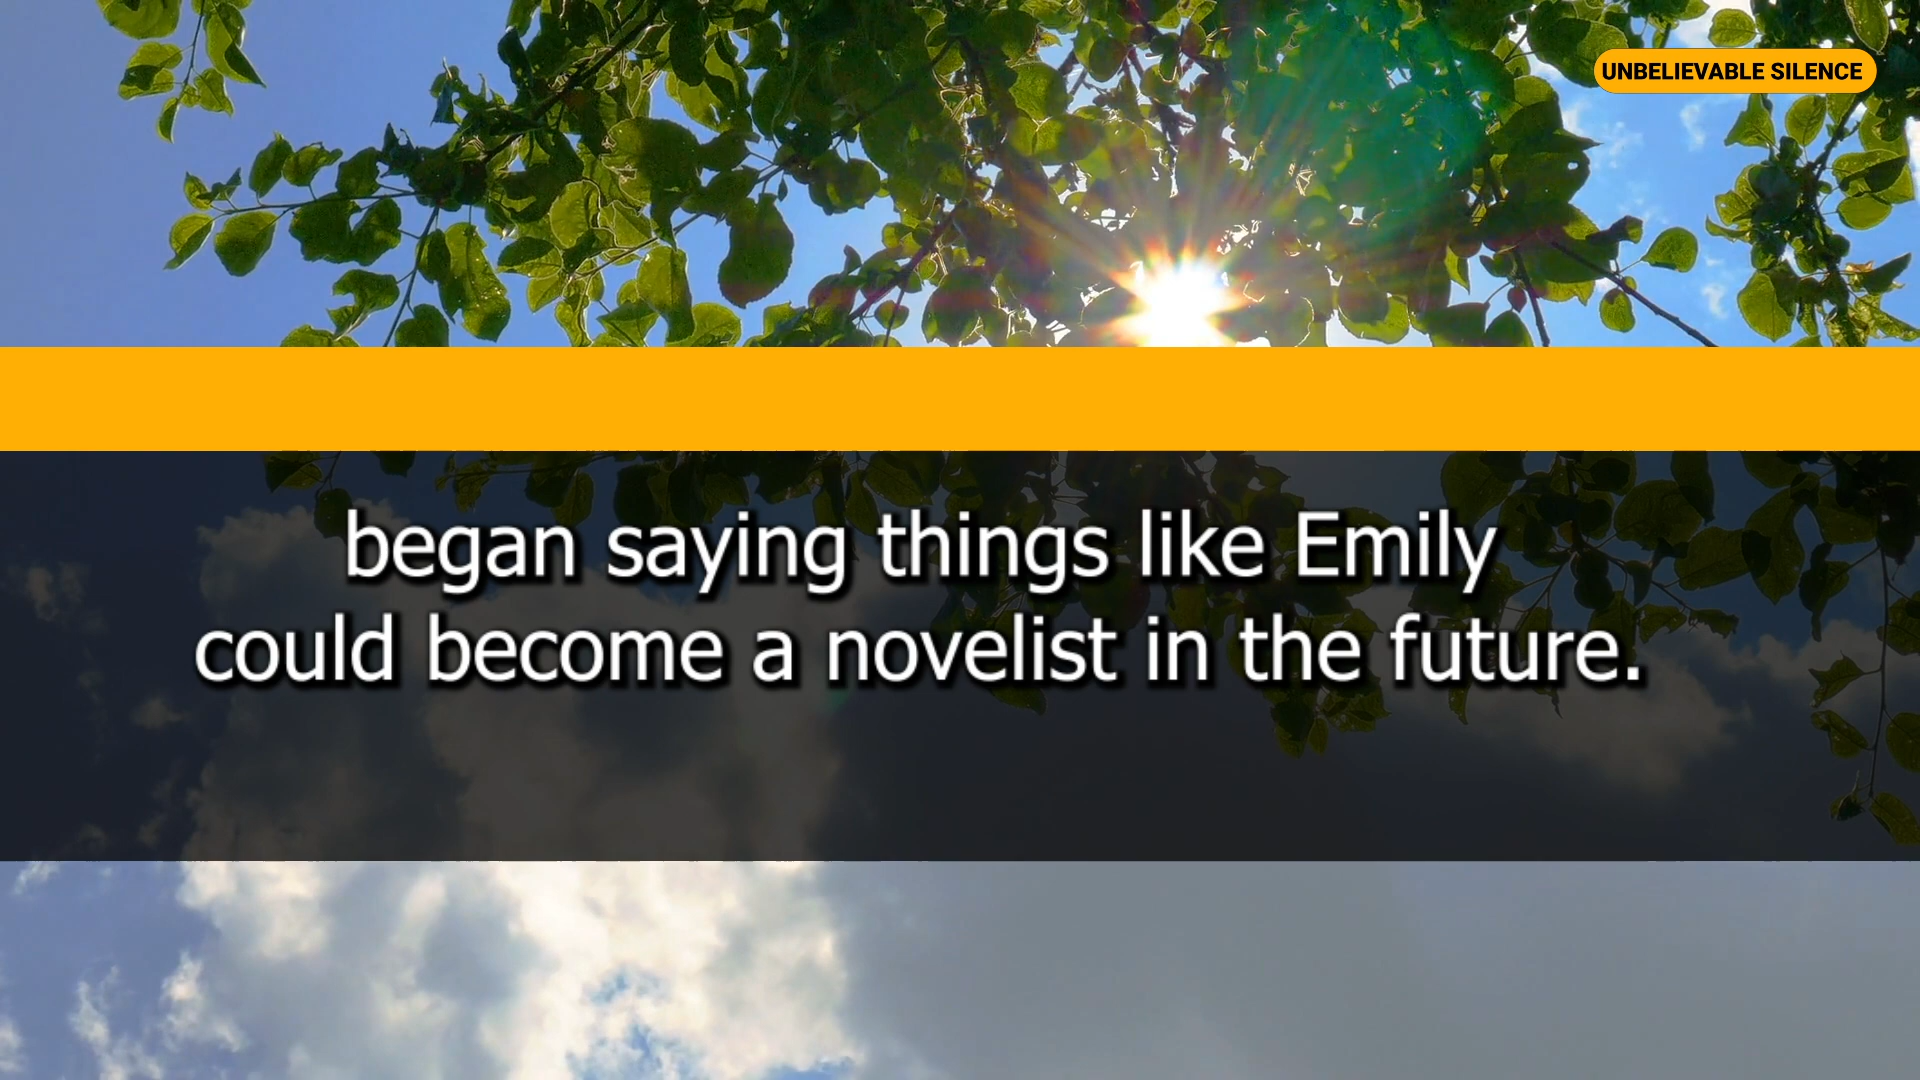 UNBELIEVABLE SILENCE
began saying things like Emily
could become a novelist in the future.